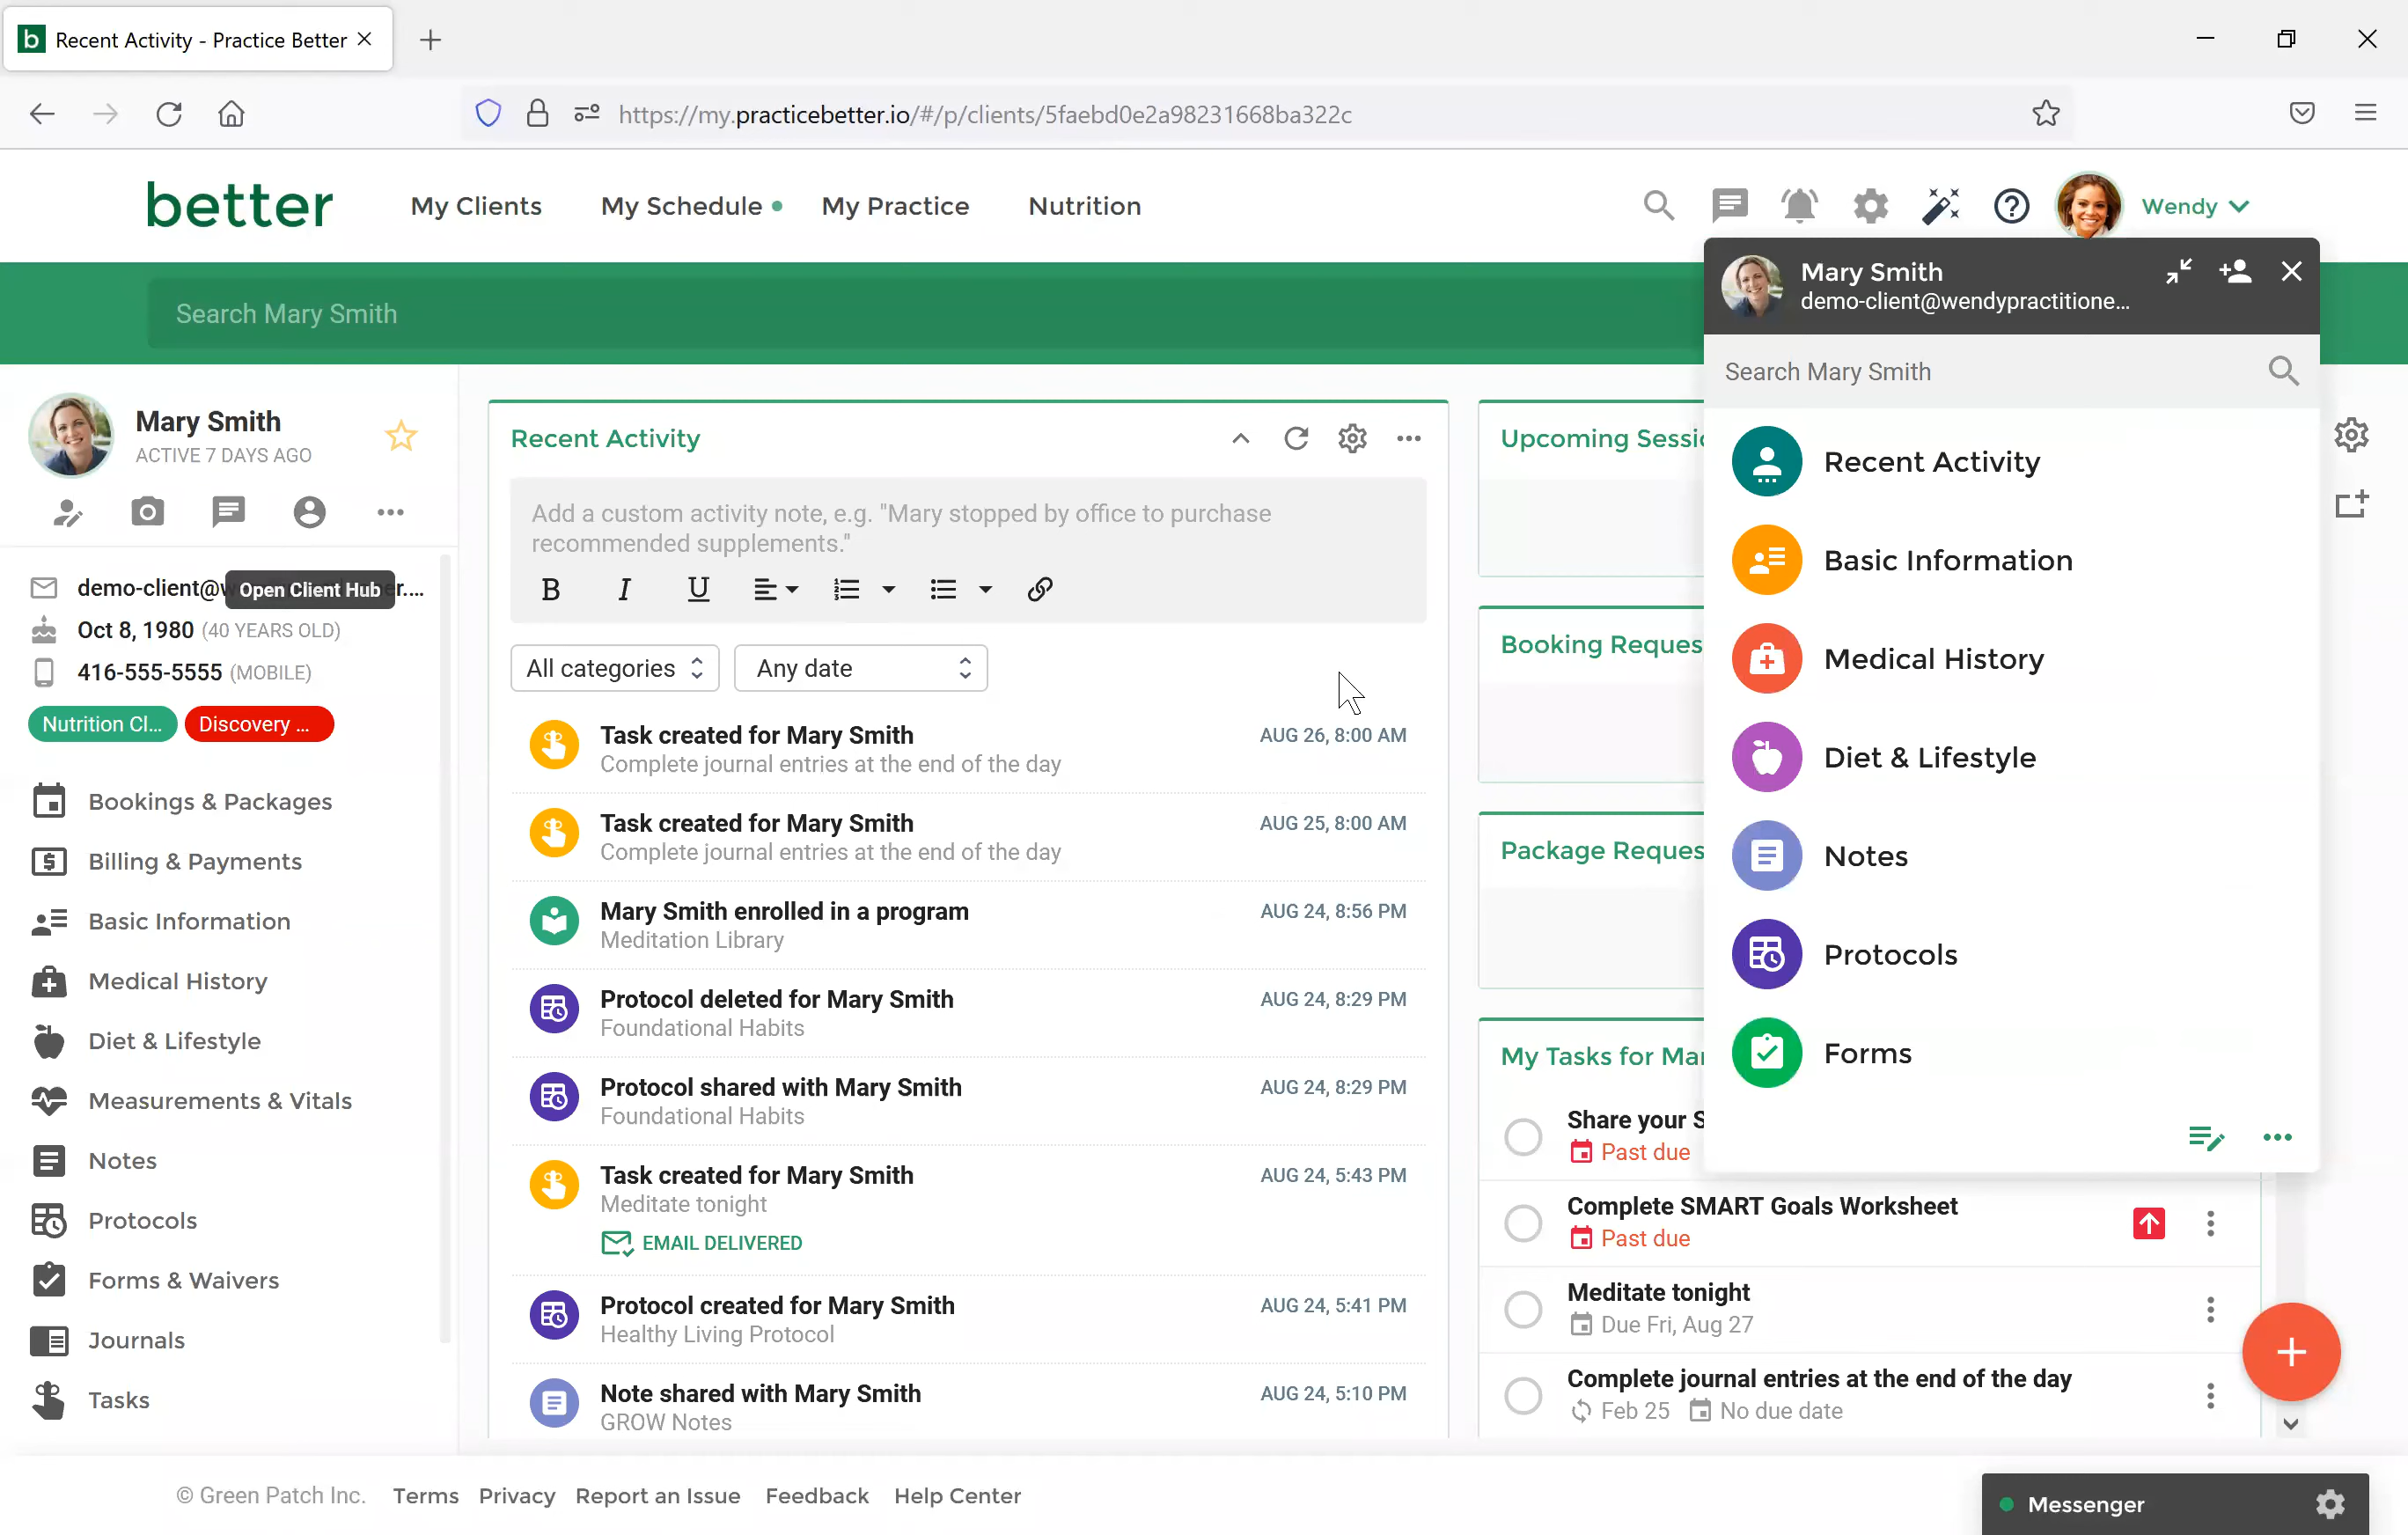 b Recent Activity - Practice Better
https://my.practicebetter.io/#/p/clients/5faebd0e2a98231668ba322c
better
My Clients
My Schedule
My Practice
Nutrition
Wendy
Search Mary Smith
Mary Smith
ACTIVE 7 DAYS AGO
demo-client@w
r....
Open Client Hub
Oct 8, 1980 (40 YEARS OLD)
416-555-5555 (MOBILE)
Nutrition Cl...
Discovery ...
Bookings & Packages
Billing & Payments
Basic Information
Medical History
Diet & Lifestyle
Measurements & Vitals
Notes
Protocols
Forms & Waivers
Journals
Tasks
Recent Activity
Add a custom activity note, e.g. "Mary stopped by office to purchase
recommended supplements."
B I U
All categories
Any date
Task created for Mary Smith
AUG 26, 8:00 AM
Complete journal entries at the end of the day
Task created for Mary Smith
AUG 25, 8:00 AM
Complete journal entries at the end of the day
Mary Smith enrolled in a program
AUG 24, 8:56 PM
Meditation Library
Protocol deleted for Mary Smith
AUG 24, 8:29 PM
Foundational Habits
Protocol shared with Mary Smith
AUG 24, 8:29 PM
Foundational Habits
Task created for Mary Smith
AUG 24, 5:43 PM
Meditate tonight
EMAIL DELIVERED
Protocol created for Mary Smith
AUG 24, 5:41 PM
Healthy Living Protocol
Note shared with Mary Smith
AUG 24, 5:10 PM
GROW Notes
Upcoming Sessi
Booking Reques
Package Reques
My Tasks for Mar
Share your S
Past due
Complete SMART Goals Worksheet
Past due
Meditate tonight
Due Fri, Aug 27
Complete journal entries at the end of the day
Feb 25 No due date
Mary Smith
demo-client@wendypractitione...
Search Mary Smith
Recent Activity
Basic Information
Medical History
Diet & Lifestyle
Notes
Protocols
Forms
© Green Patch Inc.
Terms
Privacy
Report an Issue
Feedback
Help Center
Messenger